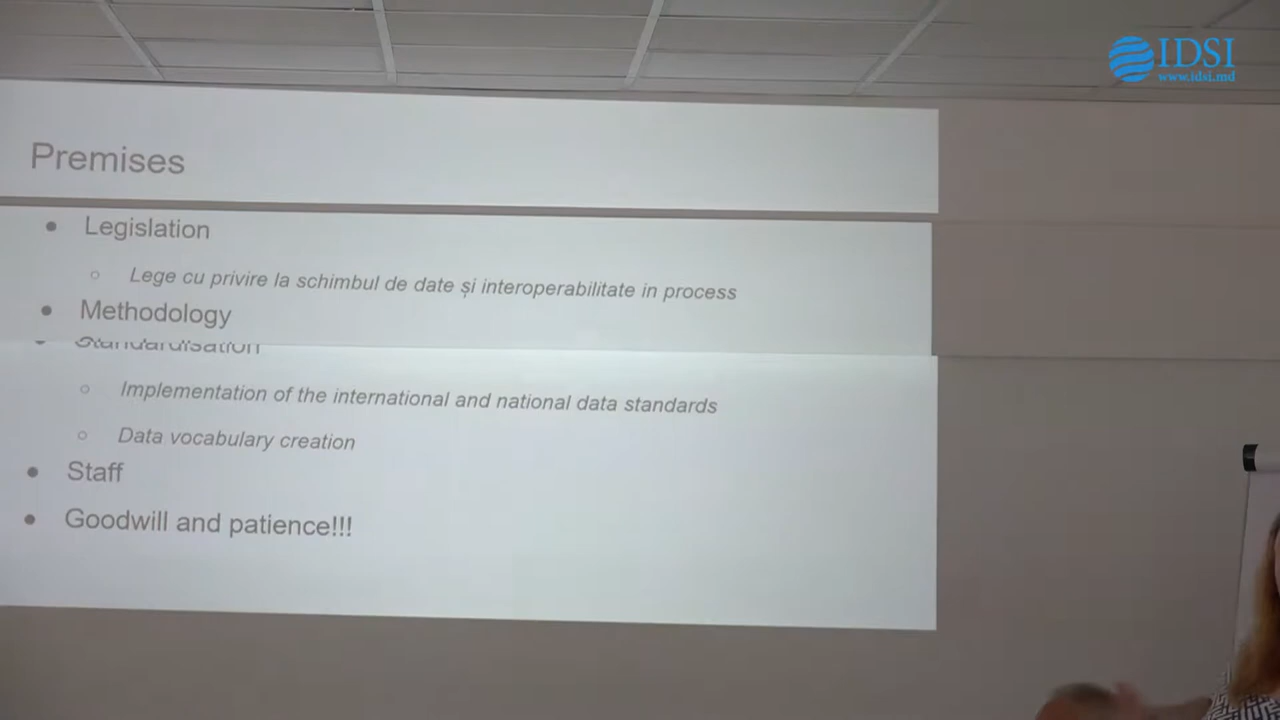 IDSI
www.idsi.md
Premises
Legislation
Lege cu privire la schimbul de date și interoperabilitate in process
Methodology
Standardisation
Implementation of the international and national data standards
Data vocabulary creation
Staff
Goodwill and patience!!!